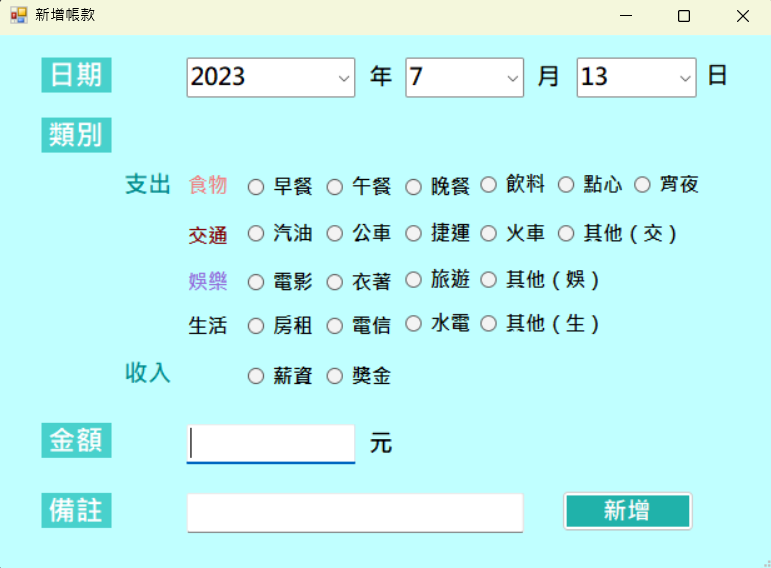 新增帳款
日期 2023 年 7 月 13 日
類別
支出 食物 早餐 午餐 晚餐 飲料 點心 宵夜
交通 汽油 公車 捷運 火車 其他 ( 交 )
娛樂 電影 衣著 旅遊 其他 ( 娛 )
生活 房租 電信 水電 其他 ( 生 )
收入 薪資 獎金
金額 元
備註 新增